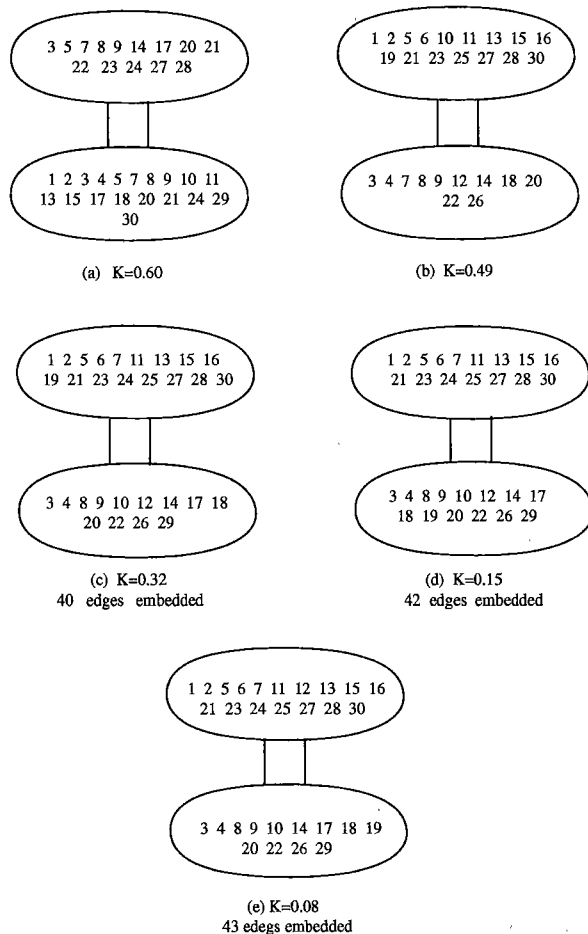 3 5 7 8 9 14 17 20 21
22 23 24 27 28
1 2 3 4 5 7 8 9 10 11
13 15 17 18 20 21 24 29
30
(a) K=0.60
1 2 5 6 10 11 13 15 16
19 21 23 25 27 28 30
3 4 7 8 9 12 14 18 20
22 26
(b) K=0.49
1 2 5 6 7 11 13 15 16
19 21 23 24 25 27 28 30
3 4 8 9 10 12 14 17 18
20 22 26 29
(c) K=0.32
40 edges embedded
1 2 5 6 7 11 13 15 16
21 23 24 25 27 28 30
3 4 8 9 10 12 14 17
18 19 20 22 26 29
(d) K=0.15
42 edges embedded
1 2 5 6 7 11 12 13 15 16
21 23 24 25 27 28 30
3 4 8 9 10 14 17 18 19
20 22 26 29
(e) K=0.08
43 edegs embedded